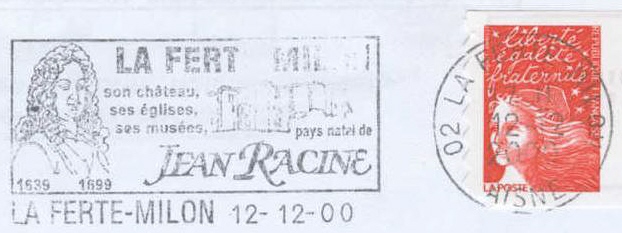 LA FERT MIL
son château,
ses églises,
ses musées,
pays natal de
JEAN RACINE
1639 1699
LA FERTE-MILON 12-12-00
liberté
égalité
fraternité
LA POSTE
02 LA
AISNE